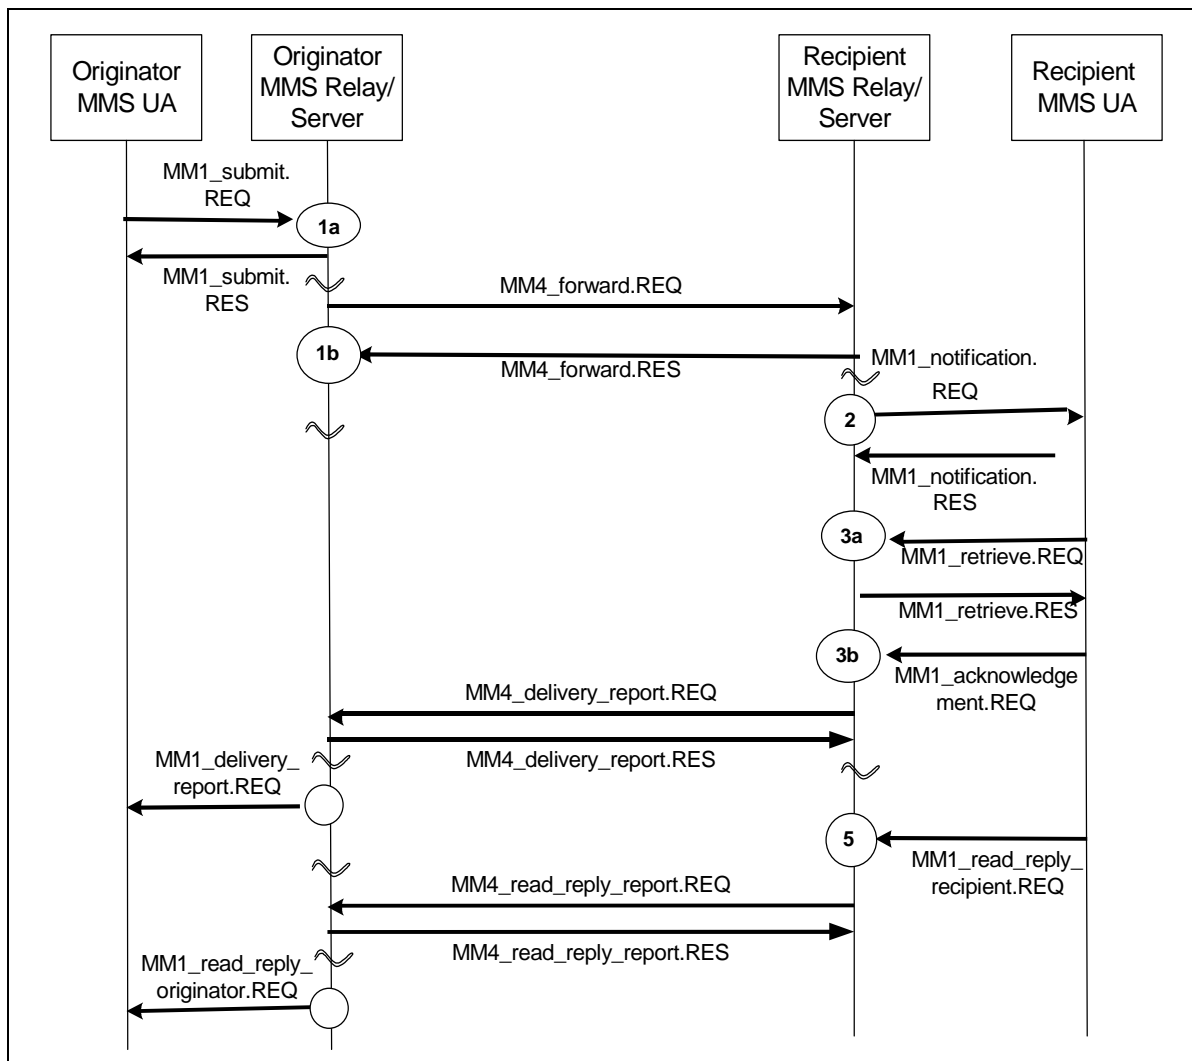 Originator
MMS UA
Originator
MMS Relay/
Server
Recipient
MMS Relay/
Server
Recipient
MMS UA
MM1_submit.
REQ
1a
MM1_submit.
RES
MM4_forward.REQ
1b
MM4_forward.RES
MM1_notification.
REQ
2
MM1_notification.
RES
3a
MM1_retrieve.REQ
MM1_retrieve.RES
3b
MM1_acknowledge
ment.REQ
MM4_delivery_report.REQ
MM4_delivery_report.RES
MM1_delivery_
report.REQ
5
MM1_read_reply_
recipient.REQ
MM4_read_reply_report.REQ
MM4_read_reply_report.RES
MM1_read_reply_
originator.REQ